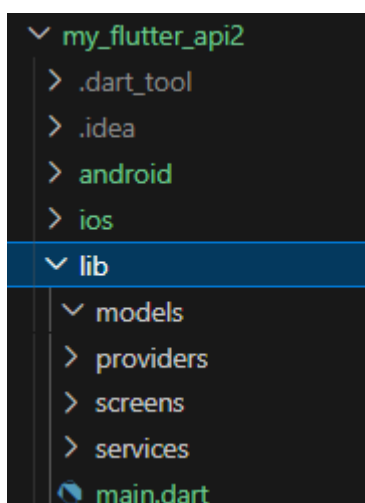 my_flutter_api2
.dart_tool
.idea
android
ios
lib
models
providers
screens
services
main.dart